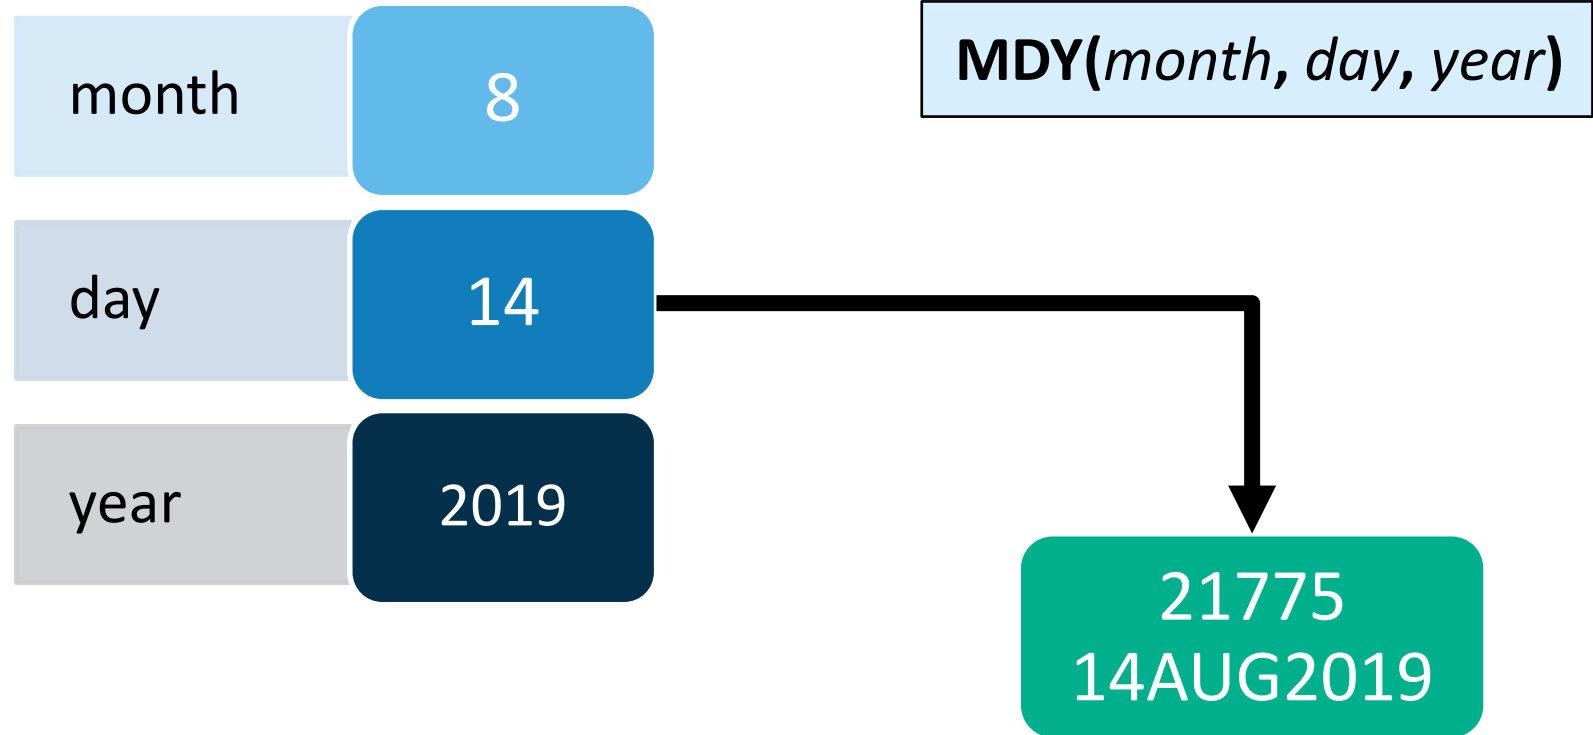 month
8
MDY(month, day, year)
day
14
year
2019
21775
14AUG2019